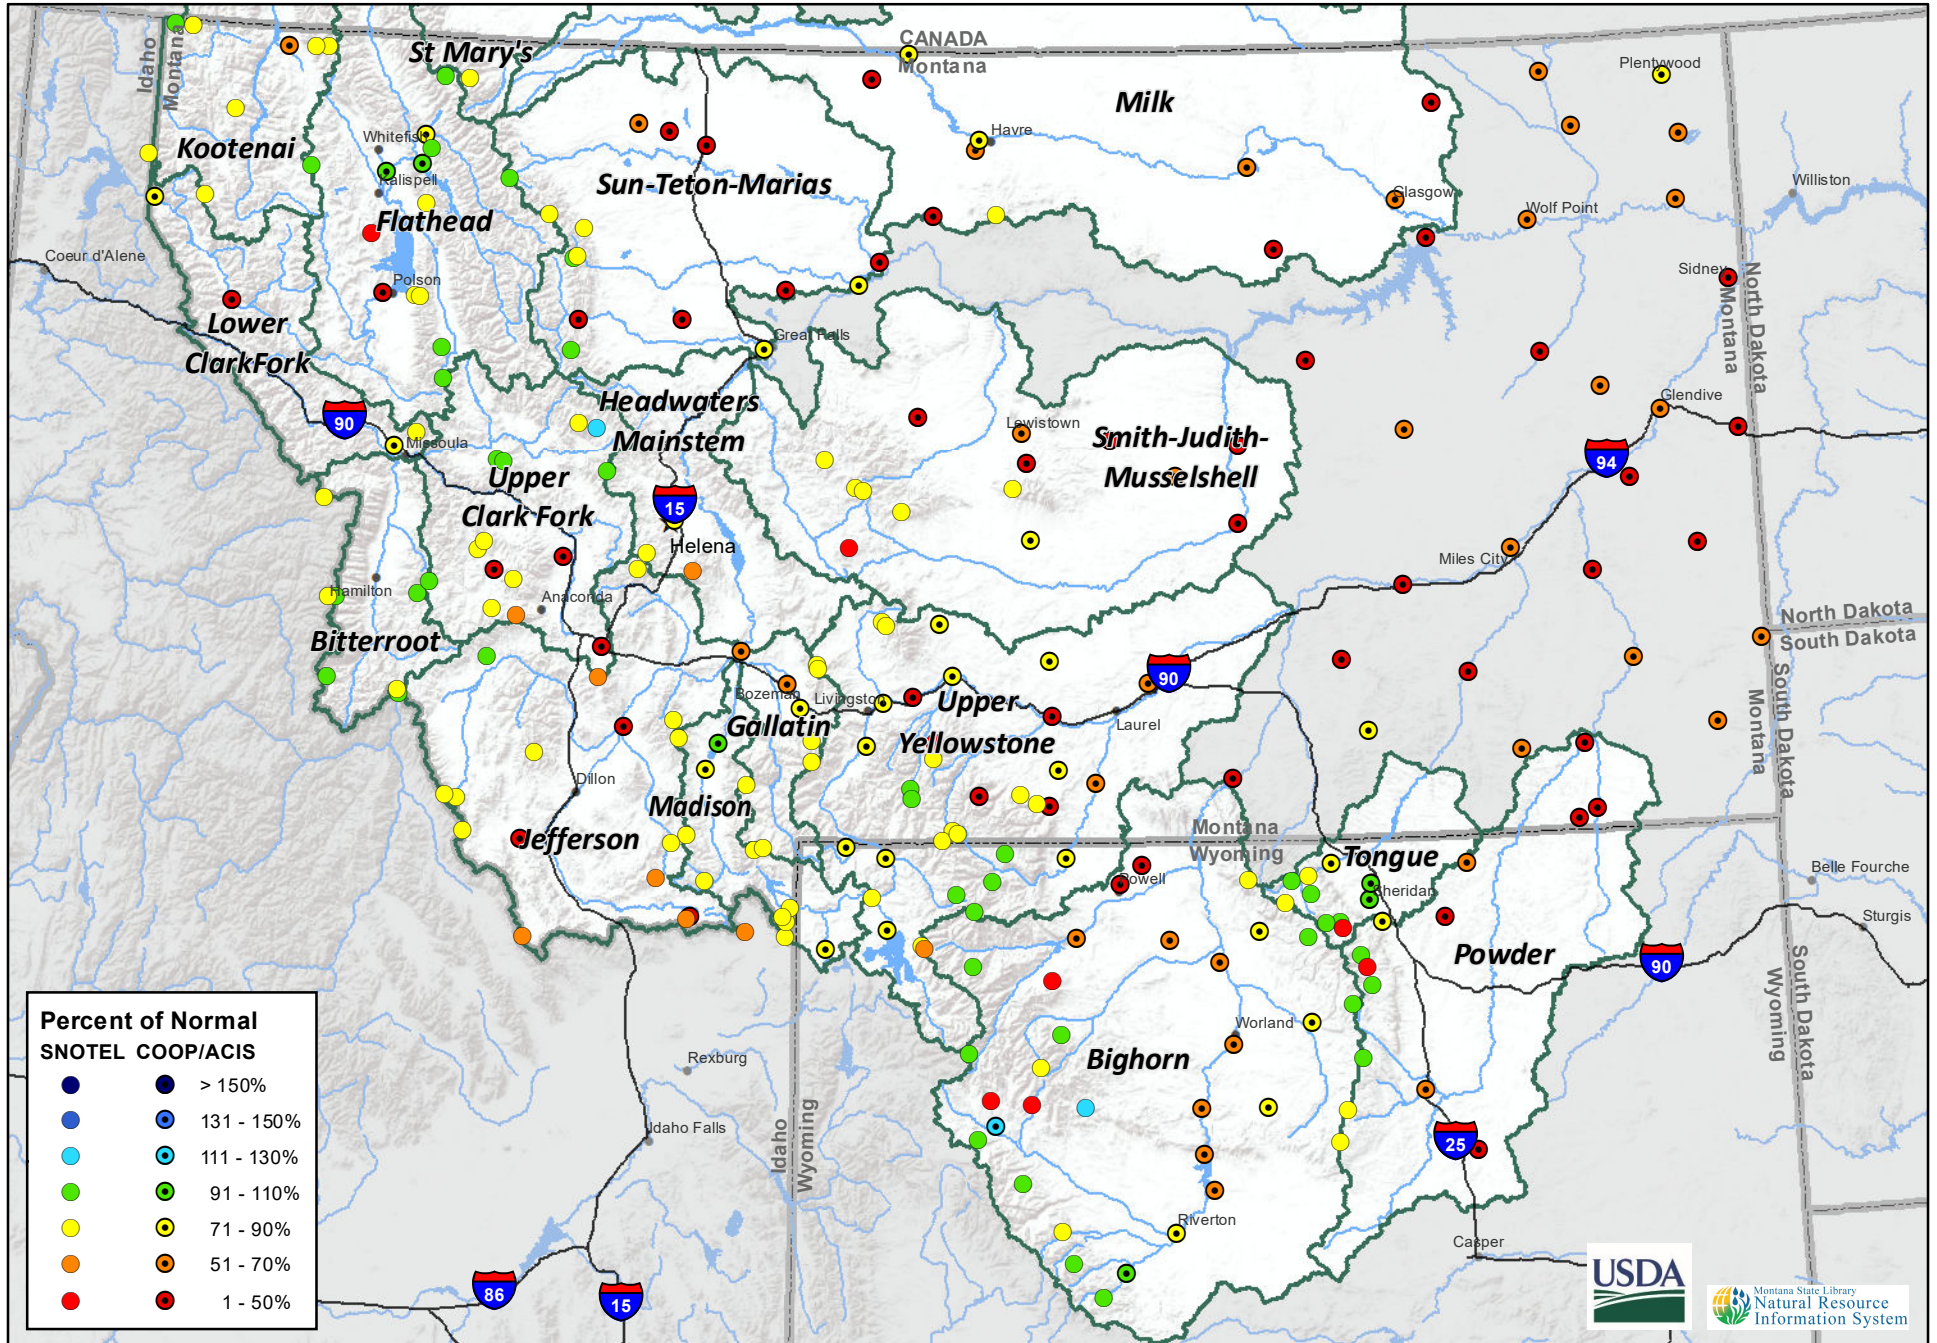 CANADA
Montana
Idaho
Montana
St Mary's
Milk
Plentywood
Whitefish
Kootenai
Havre
Kalispell
Sun-Teton-Marias
Glasgow
Williston
Wolf Point
Flathead
Coeur d'Alene
Polson
Sidney
Montana
North Dakota
Lower
ClarkFork
Great Falls
Headwaters
Mainstem
Glendive
90
Missoula
Lewistown
Smith-Judith-
Musselshell
94
Upper
Clark Fork
15
Helena
Miles City
Hamilton
Anaconda
North Dakota
South Dakota
Bitterroot
90
Bozeman
Livingston
Upper
Yellowstone
Laurel
Gallatin
Montana
South Dakota
Dillon
Madison
Jefferson
Montana
Wyoming
Tongue
Belle Fourche
Powell
Sheridan
Sturgis
Powder
90
South Dakota
Wyoming
Worland
Bighorn
Rexburg
Idaho Falls
Idaho
Wyoming
25
Riverton
Casper
86
15
Percent of Normal
SNOTEL COOP/ACIS
> 150%
131 - 150%
111 - 130%
91 - 110%
71 - 90%
51 - 70%
1 - 50%
USDA
Montana State Library
Natural Resource
Information System